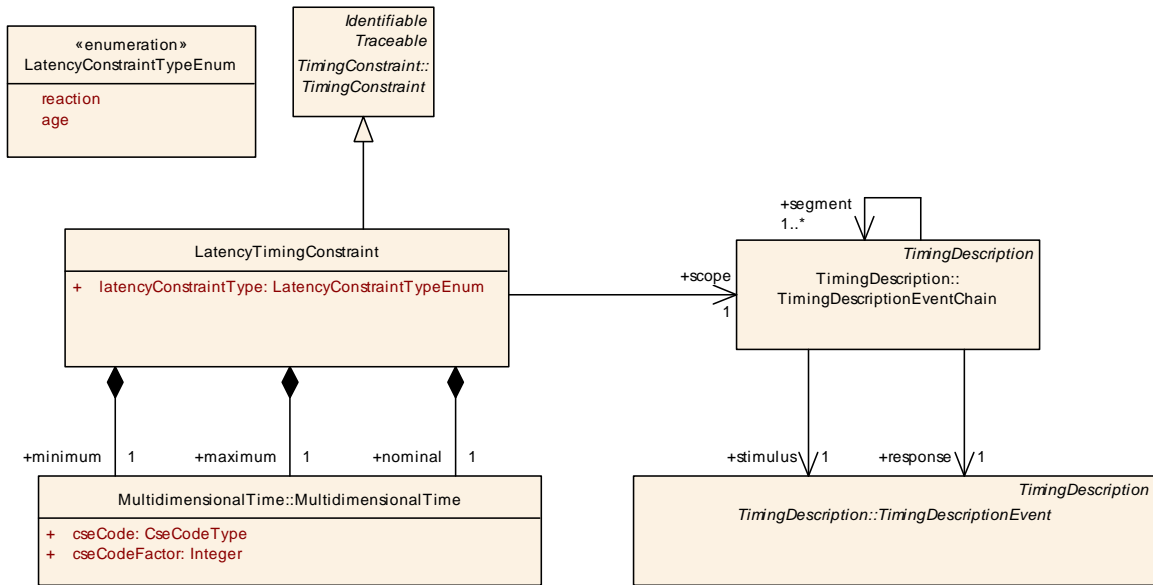 «enumeration»
LatencyConstraintTypeEnum
reaction
age
Identifiable
Traceable
TimingConstraint::
TimingConstraint
LatencyTimingConstraint
+ latencyConstraintType: LatencyConstraintTypeEnum
+scope
1
+segment
1..*
TimingDescription
TimingDescription::
TimingDescriptionEventChain
+minimum 1
+maximum 1
+nominal 1
+stimulus 1
+response 1
MultidimensionalTime::MultidimensionalTime
+ cseCode: CseCodeType
+ cseCodeFactor: Integer
TimingDescription
TimingDescription::TimingDescriptionEvent